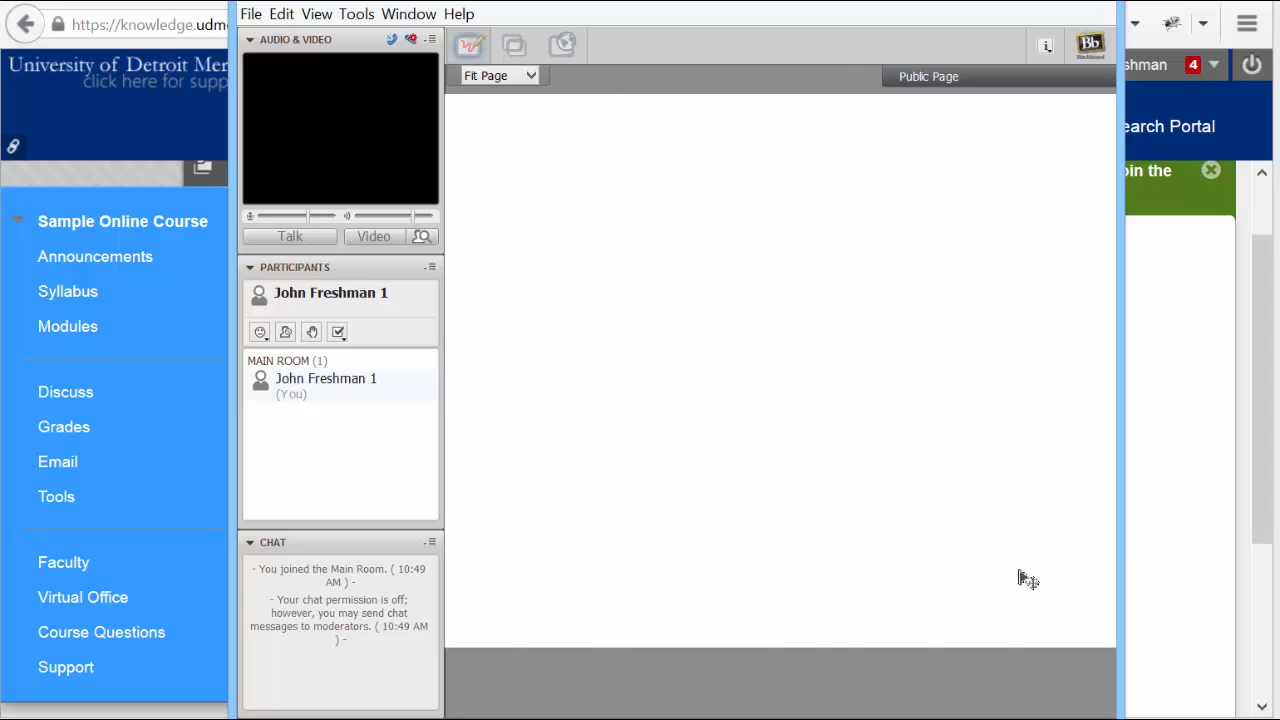 https://knowledge.udm
University of Detroit Mer
click here for supp
Sample Online Course
Announcements
Syllabus
Modules
Discuss
Grades
Email
Tools
Faculty
Virtual Office
Course Questions
Support
File Edit View Tools Window Help
AUDIO & VIDEO
Talk
Video
PARTICIPANTS
John Freshman 1
MAIN ROOM (1)
John Freshman 1
(You)
CHAT
- You joined the Main Room. ( 10:49
AM ) -
- Your chat permission is off;
however, you may send chat
messages to moderators. ( 10:49 AM
) -
Fit Page
Public Page
i
Bb
Blackboard
shman 4
earch Portal
oin the